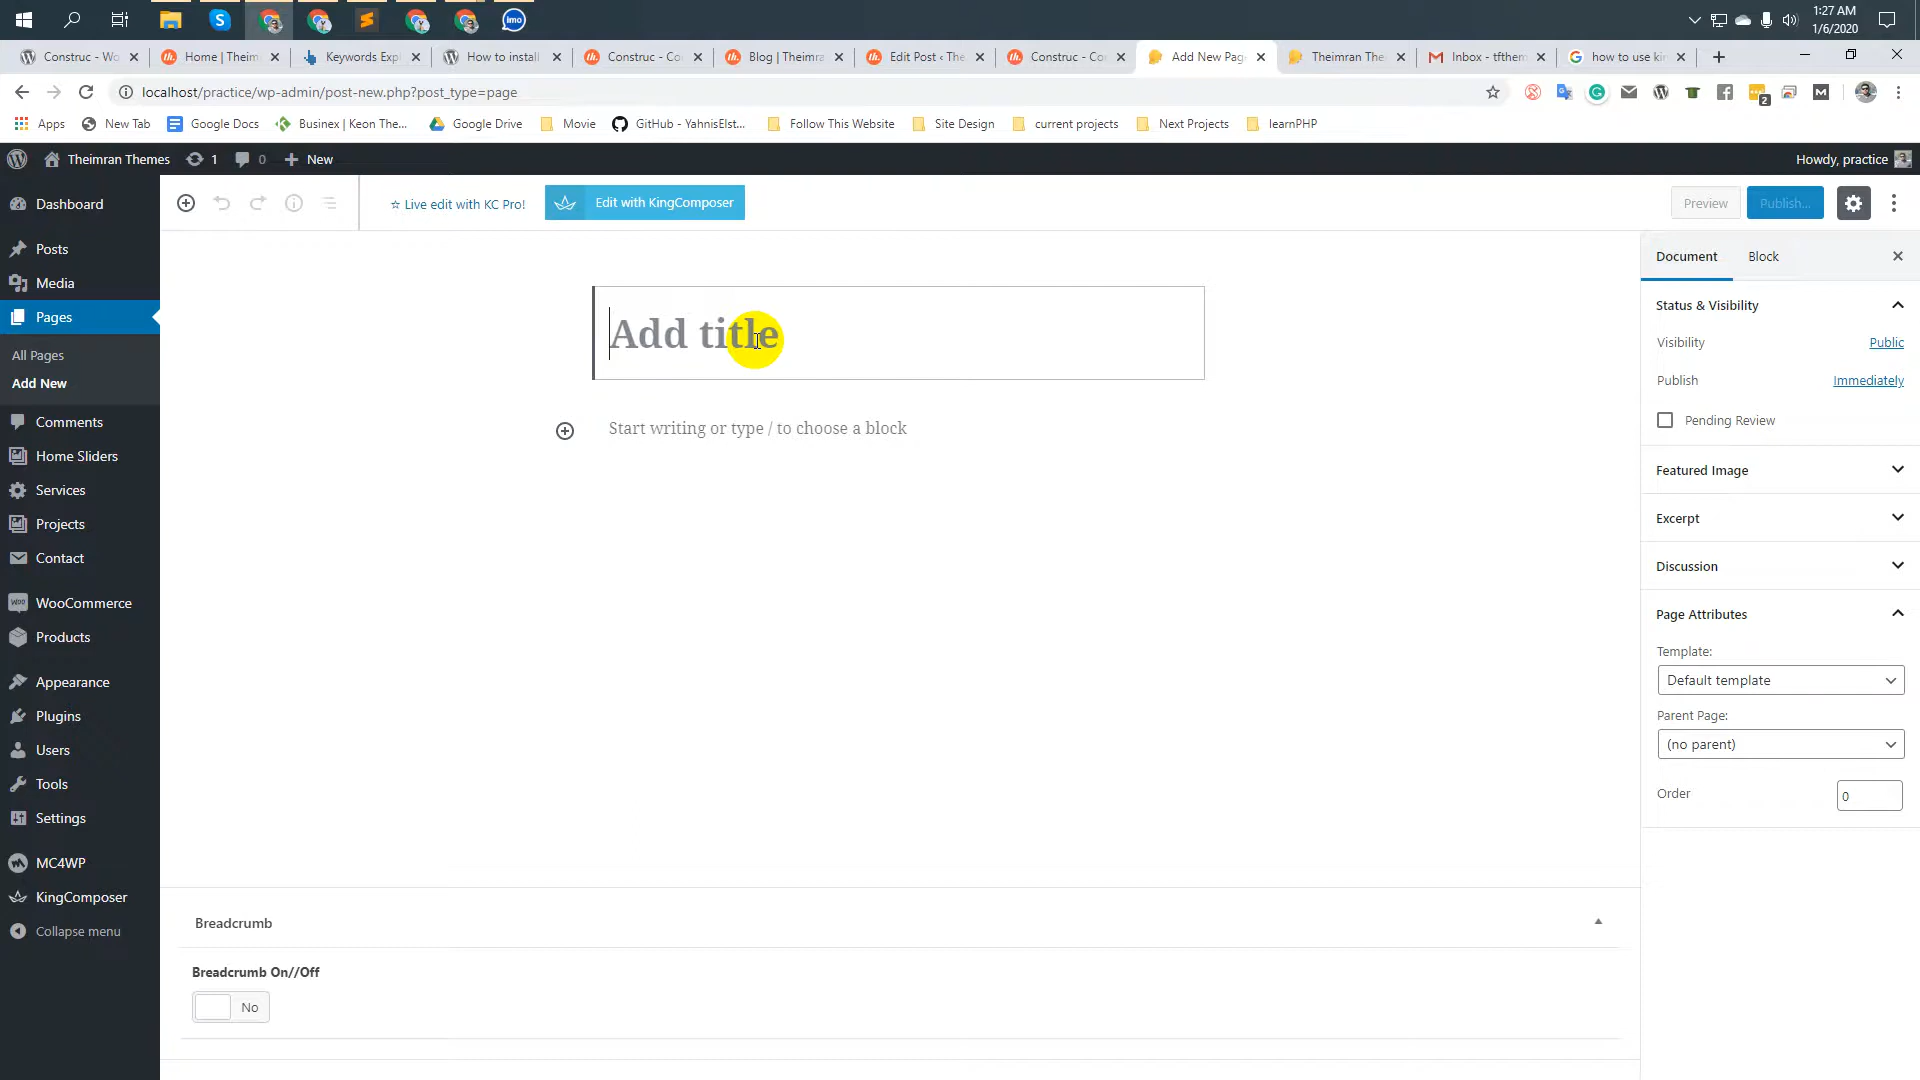 imo
1:27 AM
1/6/2020
Construc - Wo
Home | Theim
Keywords Expl
How to install
Construc - Co
Blog | Theimra
Edit Post ‹ The
Construc - Co
Add New Page
Theimran The
Inbox - tfthem
how to use kin
localhost/practice/wp-admin/post-new.php?post_type=page
2
Apps
New Tab
Google Docs
Businex | Keon The...
Google Drive
Movie
GitHub - YahnisElst...
Follow This Website
Site Design
current projects
Next Projects
learnPHP
Theimran Themes
1
0
New
Howdy, practice
Dashboard
Posts
Media
Pages
All Pages
Add New
Comments
Home Sliders
Services
Projects
Contact
WooCommerce
Products
Appearance
Plugins
Users
Tools
Settings
MC4WP
KingComposer
Collapse menu
☆ Live edit with KC Pro!
Edit with KingComposer
Preview
Publish...
Add title
Start writing or type / to choose a block
Breadcrumb
Breadcrumb On//Off
No
Document
Block
Status & Visibility
Visibility
Public
Publish
Immediately
Pending Review
Featured Image
Excerpt
Discussion
Page Attributes
Template:
Default template
Parent Page:
(no parent)
Order
0